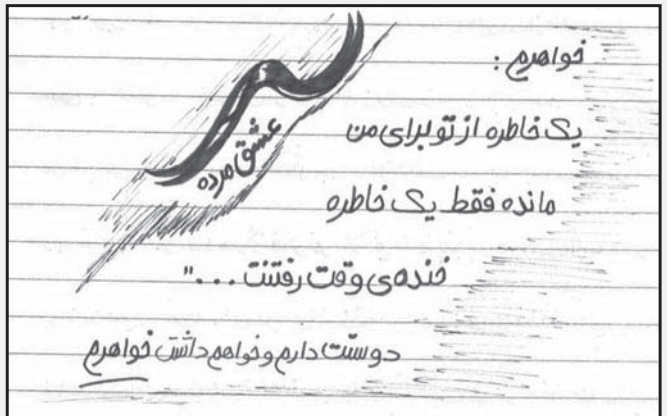 خواهرم :
یک خاطره از تو برای من
مانده فقط یک خاطره
خنده‌ی وقت رفتنت ..."
دوستت دارم و خواهم داشت خواهرم
عشق مرده